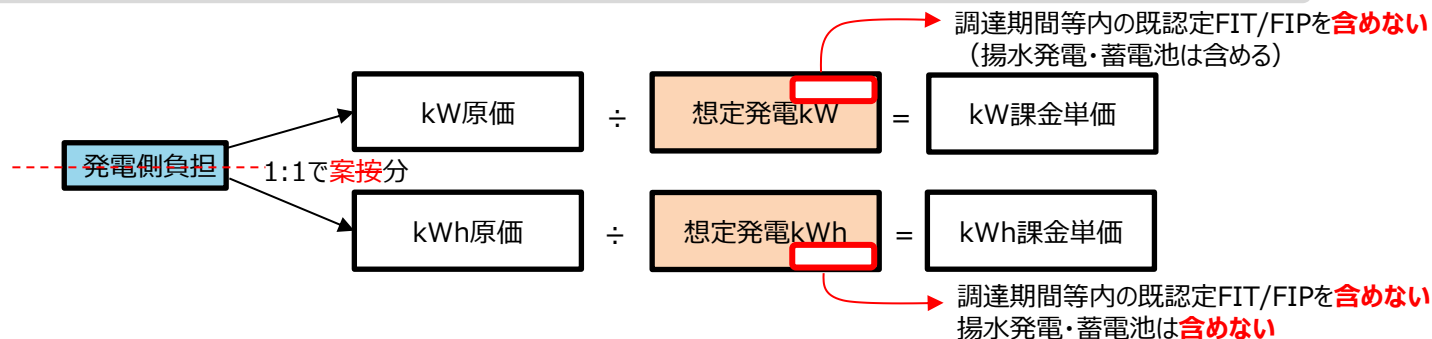 調達期間等内の既認定FIT/FIPを含めない
（揚水発電・蓄電池は含める）
kW原価 ÷ 想定発電kW = kW課金単価
発電側負担 1:1で案按分
kWh原価 ÷ 想定発電kWh = kWh課金単価
調達期間等内の既認定FIT/FIPを含めない
揚水発電・蓄電池は含めない